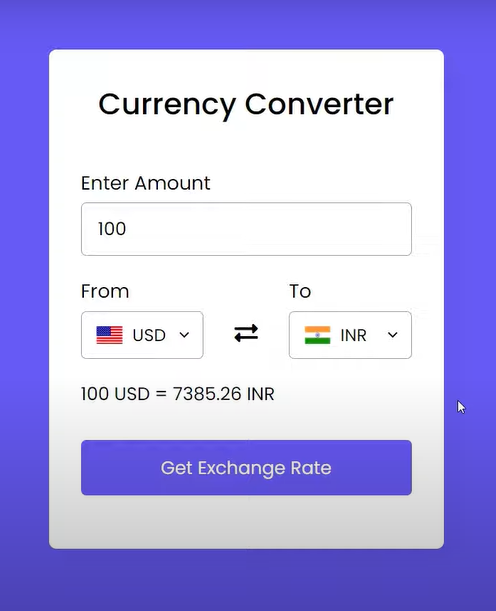 Currency Converter
Enter Amount
100
From To
USD INR
100 USD = 7385.26 INR
Get Exchange Rate